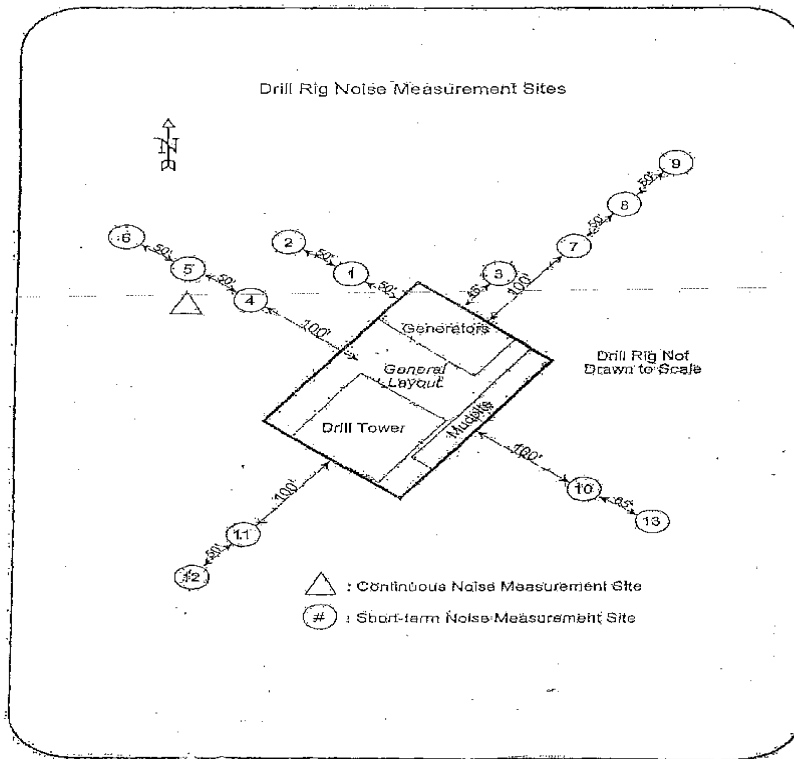 Drill Rig Noise Measurement Sites
N
9
8
50'
50'
7
6
2
50'
50'
5
1
3
50'
50'
4
100'
100'
Generators
General
Layout
Drill Rig Not
Drawn to Scale
Drill Tower
Mudpits
100'
100'
10
13
11
50'
12
: Continuous Noise Measurement Site
# : Short-term Noise Measurement Site